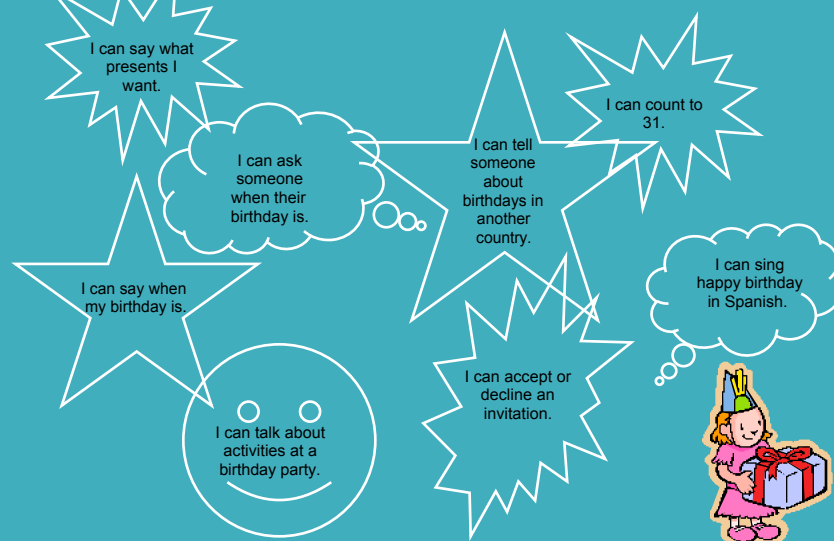 I can say what
presents I
want.
I can count to
31.
I can ask
someone
when their
birthday is.
I can tell
someone
about
birthdays in
another
country.
I can say when
my birthday is.
I can sing
happy birthday
in Spanish.
I can accept or
decline an
invitation.
I can talk about
activities at a
birthday party.